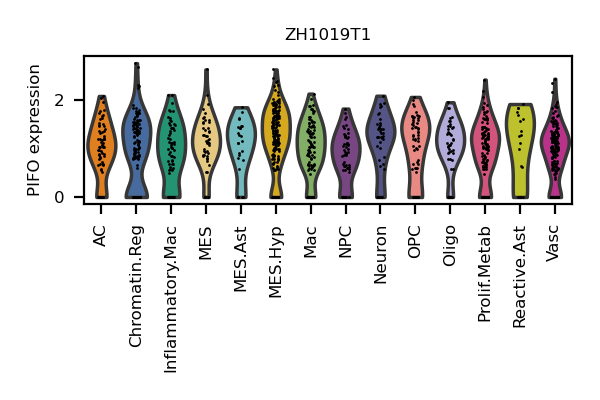 ZH1019T1
PIFO expression
2
0
AC
Chromatin.Reg
Inflammatory.Mac
MES
MES.Ast
MES.Hyp
Mac
NPC
Neuron
OPC
Oligo
Prolif.Metab
Reactive.Ast
Vasc